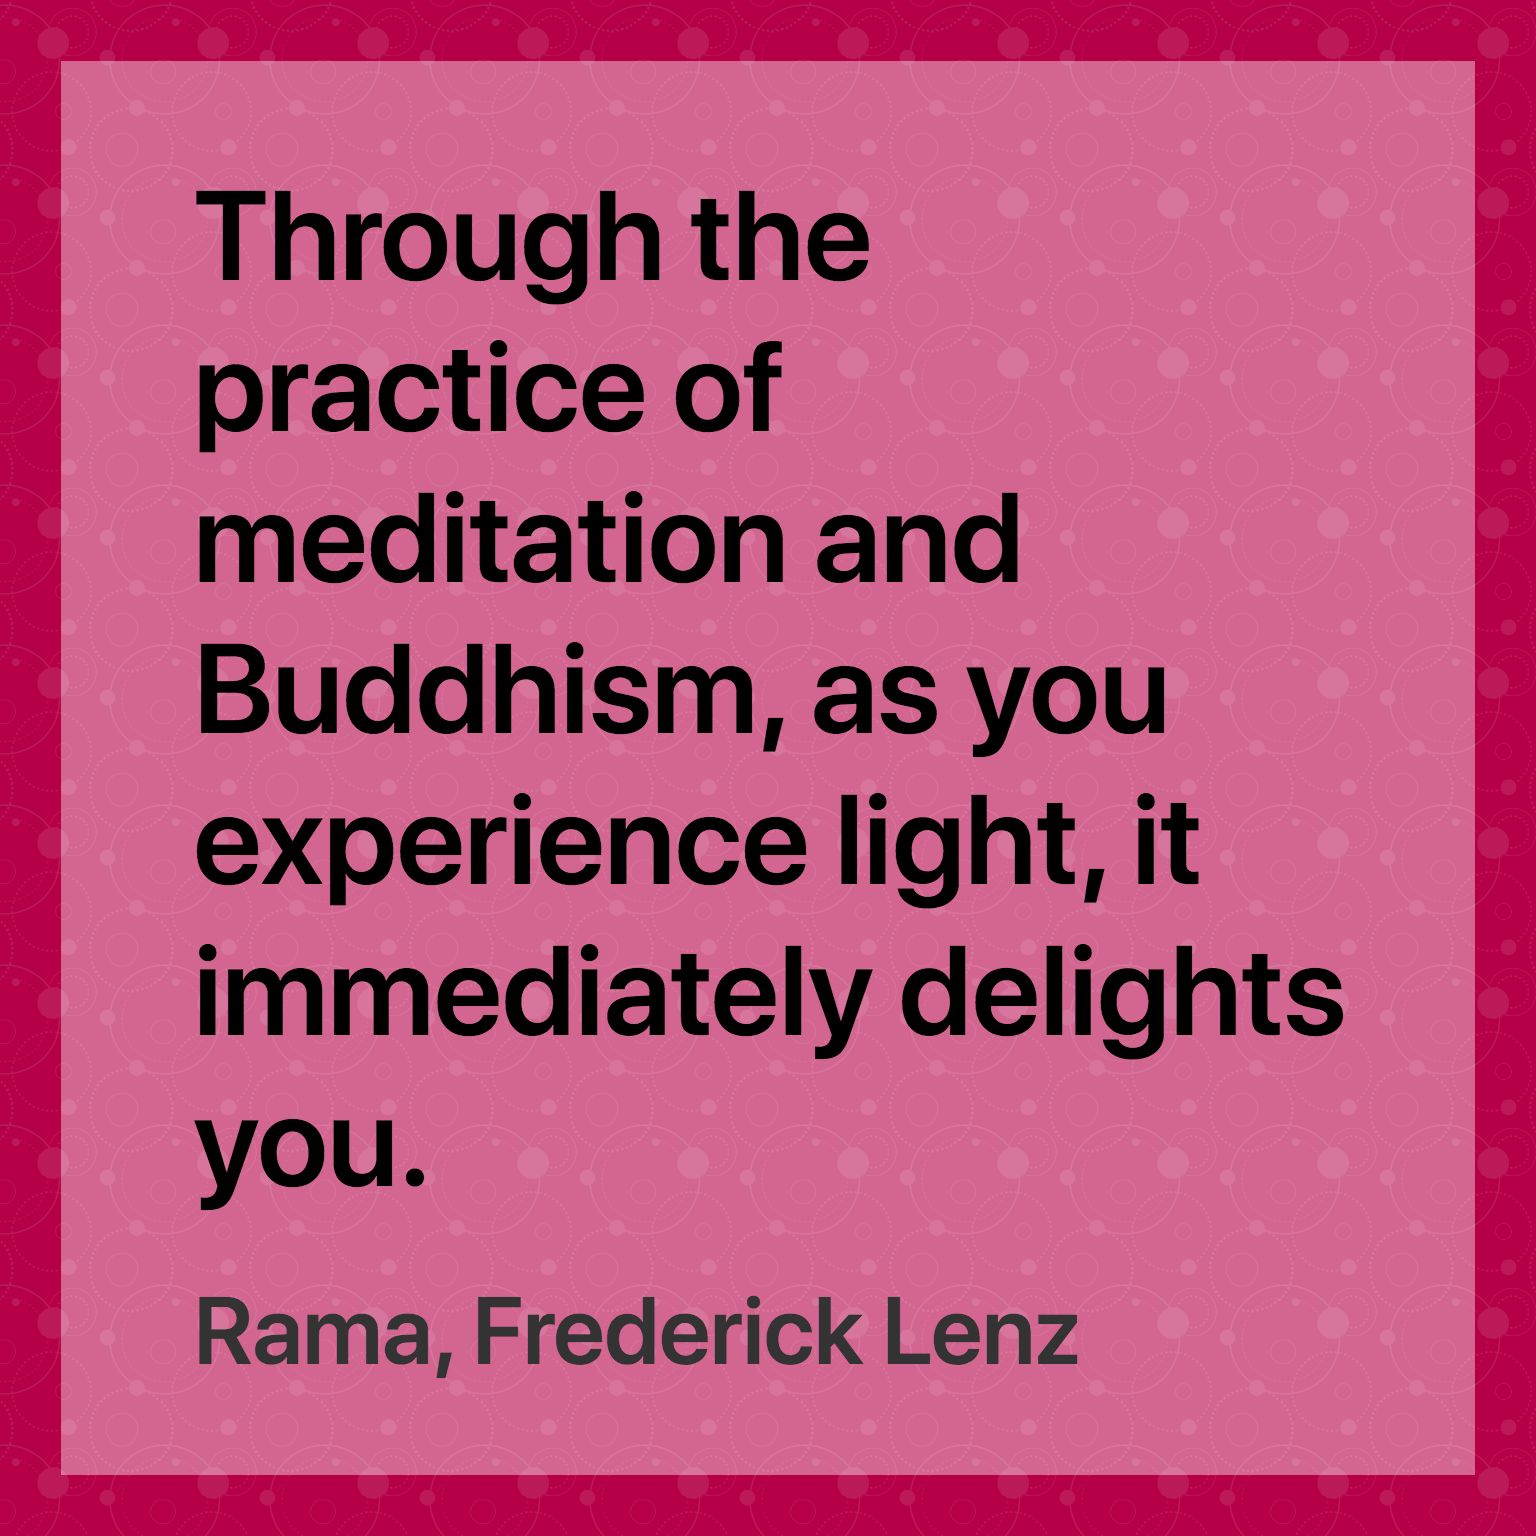 Through the
practice of
meditation and
Buddhism, as you
experience light, it
immediately delights
you.
Rama, Frederick Lenz